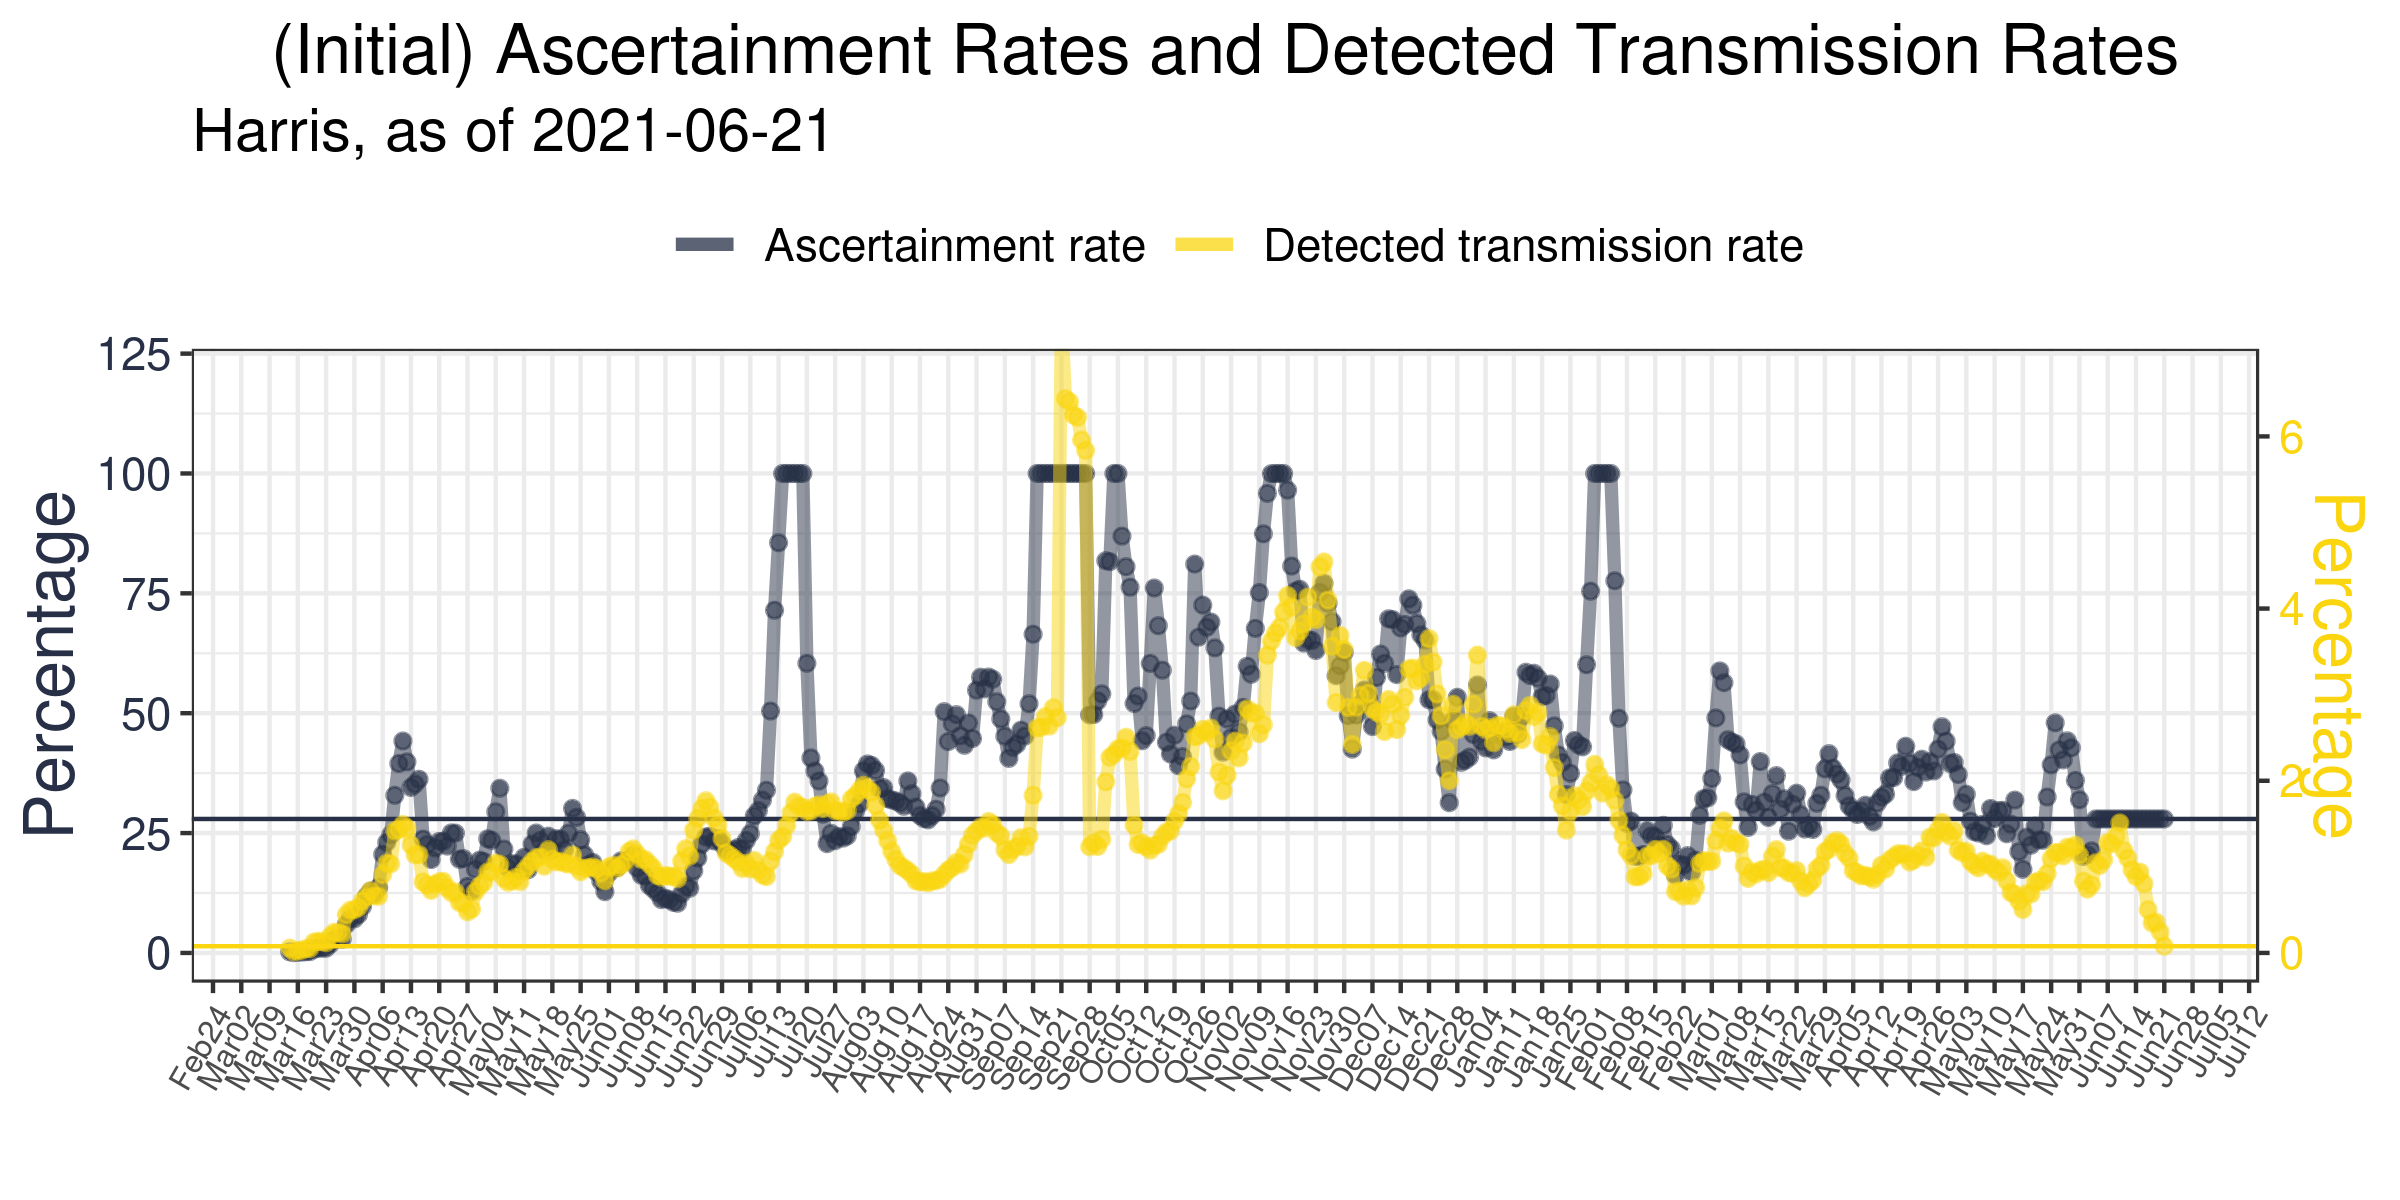 (Initial) Ascertainment Rates and Detected Transmission Rates
Harris, as of 2021-06-21
Ascertainment rate
Detected transmission rate
Percentage
125
100
75
50
25
0
6
4
2
0
Percentage
Feb24
Mar02
Mar09
Mar16
Mar23
Mar30
Apr06
Apr13
Apr20
Apr27
May04
May11
May18
May25
Jun01
Jun08
Jun15
Jun22
Jun29
Jul06
Jul13
Jul20
Jul27
Aug03
Aug10
Aug17
Aug24
Aug31
Sep07
Sep14
Sep21
Sep28
Oct05
Oct12
Oct19
Oct26
Nov02
Nov09
Nov16
Nov23
Nov30
Dec07
Dec14
Dec21
Dec28
Jan04
Jan11
Jan18
Jan25
Feb01
Feb08
Feb15
Feb22
Mar01
Mar08
Mar15
Mar22
Mar29
Apr05
Apr12
Apr19
Apr26
May03
May10
May17
May24
May31
Jun07
Jun14
Jun21
Jun28
Jul05
Jul12